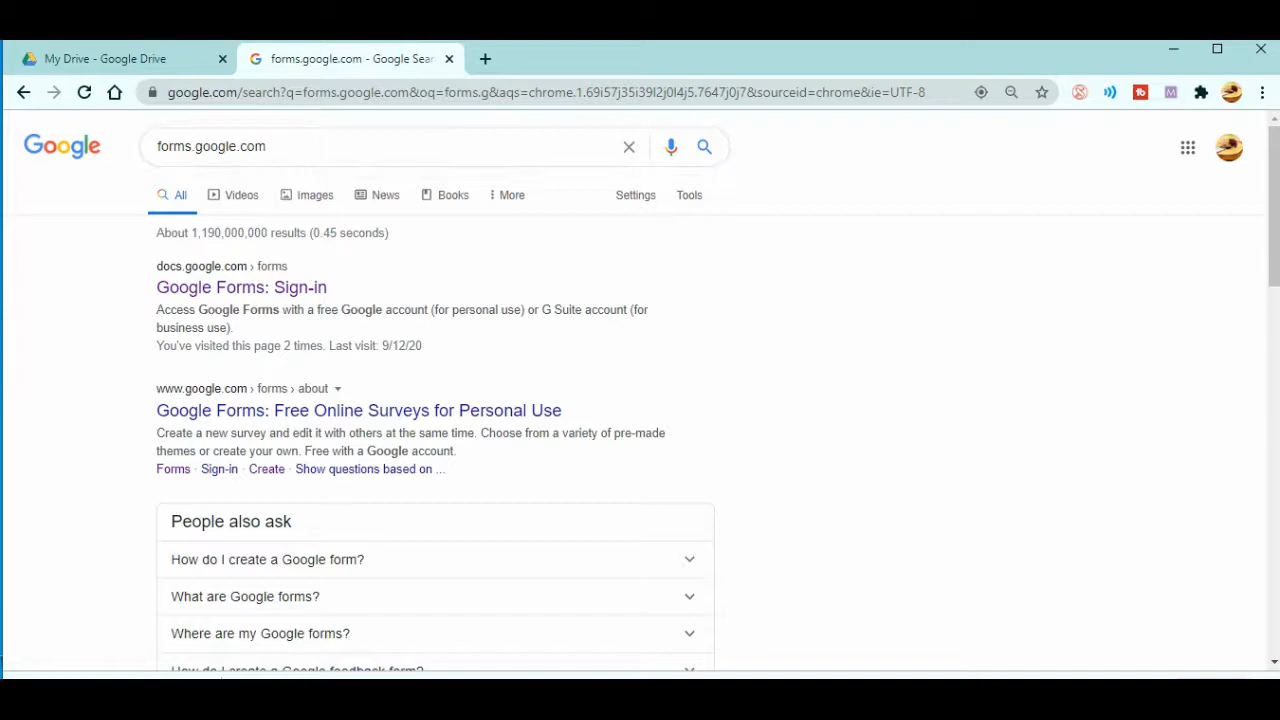 My Drive - Google Drive
forms.google.com - Google Sear
google.com/search?q=forms.google.com&oq=forms.g&aqs=chrome.1.69i57j35i39l2j0l4j5.7647j0j7&sourceid=chrome&ie=UTF-8
Google
forms.google.com
All Videos Images News Books More Settings Tools
About 1,190,000,000 results (0.45 seconds)
docs.google.com › forms
Google Forms: Sign-in
Access Google Forms with a free Google account (for personal use) or G Suite account (for
business use).
You've visited this page 2 times. Last visit: 9/12/20
www.google.com › forms › about
Google Forms: Free Online Surveys for Personal Use
Create a new survey and edit it with others at the same time. Choose from a variety of pre-made
themes or create your own. Free with a Google account.
Forms · Sign-in · Create · Show questions based on ...
People also ask
How do I create a Google form?
What are Google forms?
Where are my Google forms?
How do I create a Google feedback form?